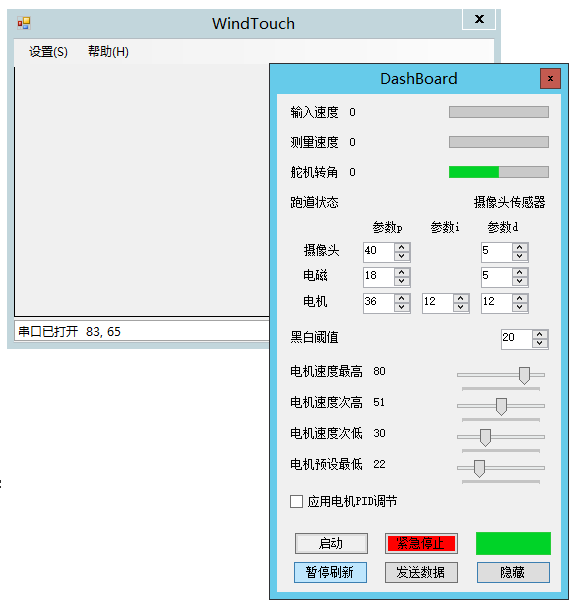 WindTouch
x
设置(S) 帮助(H)
DashBoard
x
输入速度 0
测量速度 0
舵机转角 0
跑道状态 摄像头传感器
参数p 参数i 参数d
摄像头 40 5
电磁 18 5
电机 36 12 12
串口已打开 83, 65
黑白阈值 20
电机速度最高 80
电机速度次高 51
电机速度次低 30
电机预设最低 22
应用电机PID调节
启动 紧急停止
暂停刷新 发送数据 隐藏